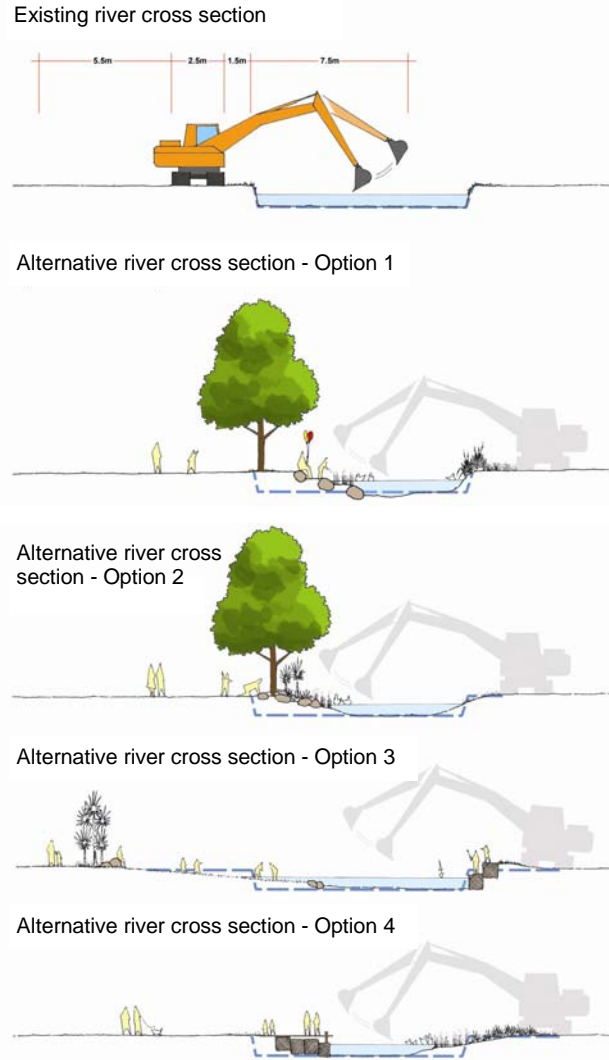 Existing river cross section
5.5m 2.5m 1.5m 7.5m
Alternative river cross section - Option 1
Alternative river cross
section - Option 2
Alternative river cross section - Option 3
Alternative river cross section - Option 4